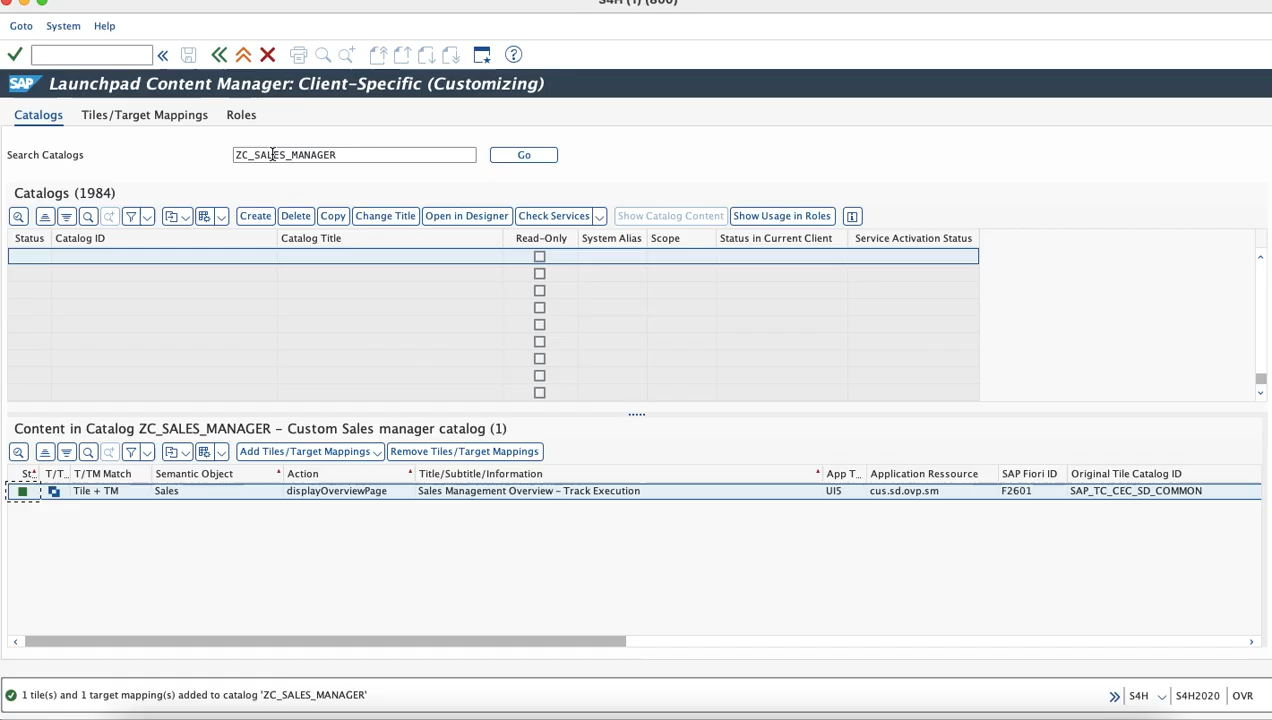 S4H (1) (800)
Goto System Help
SAP Launchpad Content Manager: Client-Specific (Customizing)
Catalogs Tiles/Target Mappings Roles
Search Catalogs ZC_SALES_MANAGER Go
Catalogs (1984)
Create Delete Copy Change Title Open in Designer Check Services Show Catalog Content Show Usage in Roles
Status Catalog ID Catalog Title Read-Only System Alias Scope Status in Current Client Service Activation Status
Content in Catalog ZC_SALES_MANAGER - Custom Sales manager catalog (1)
Add Tiles/Target Mappings Remove Tiles/Target Mappings
St.. T/T... T/TM Match Semantic Object Action Title/Subtitle/Information App T... Application Ressource SAP Fiori ID Original Tile Catalog ID
Tile + TM Sales displayOverviewPage Sales Management Overview – Track Execution UI5 cus.sd.ovp.sm F2601 SAP_TC_CEC_SD_COMMON
1 tile(s) and 1 target mapping(s) added to catalog 'ZC_SALES_MANAGER' S4H S4H2020 OVR